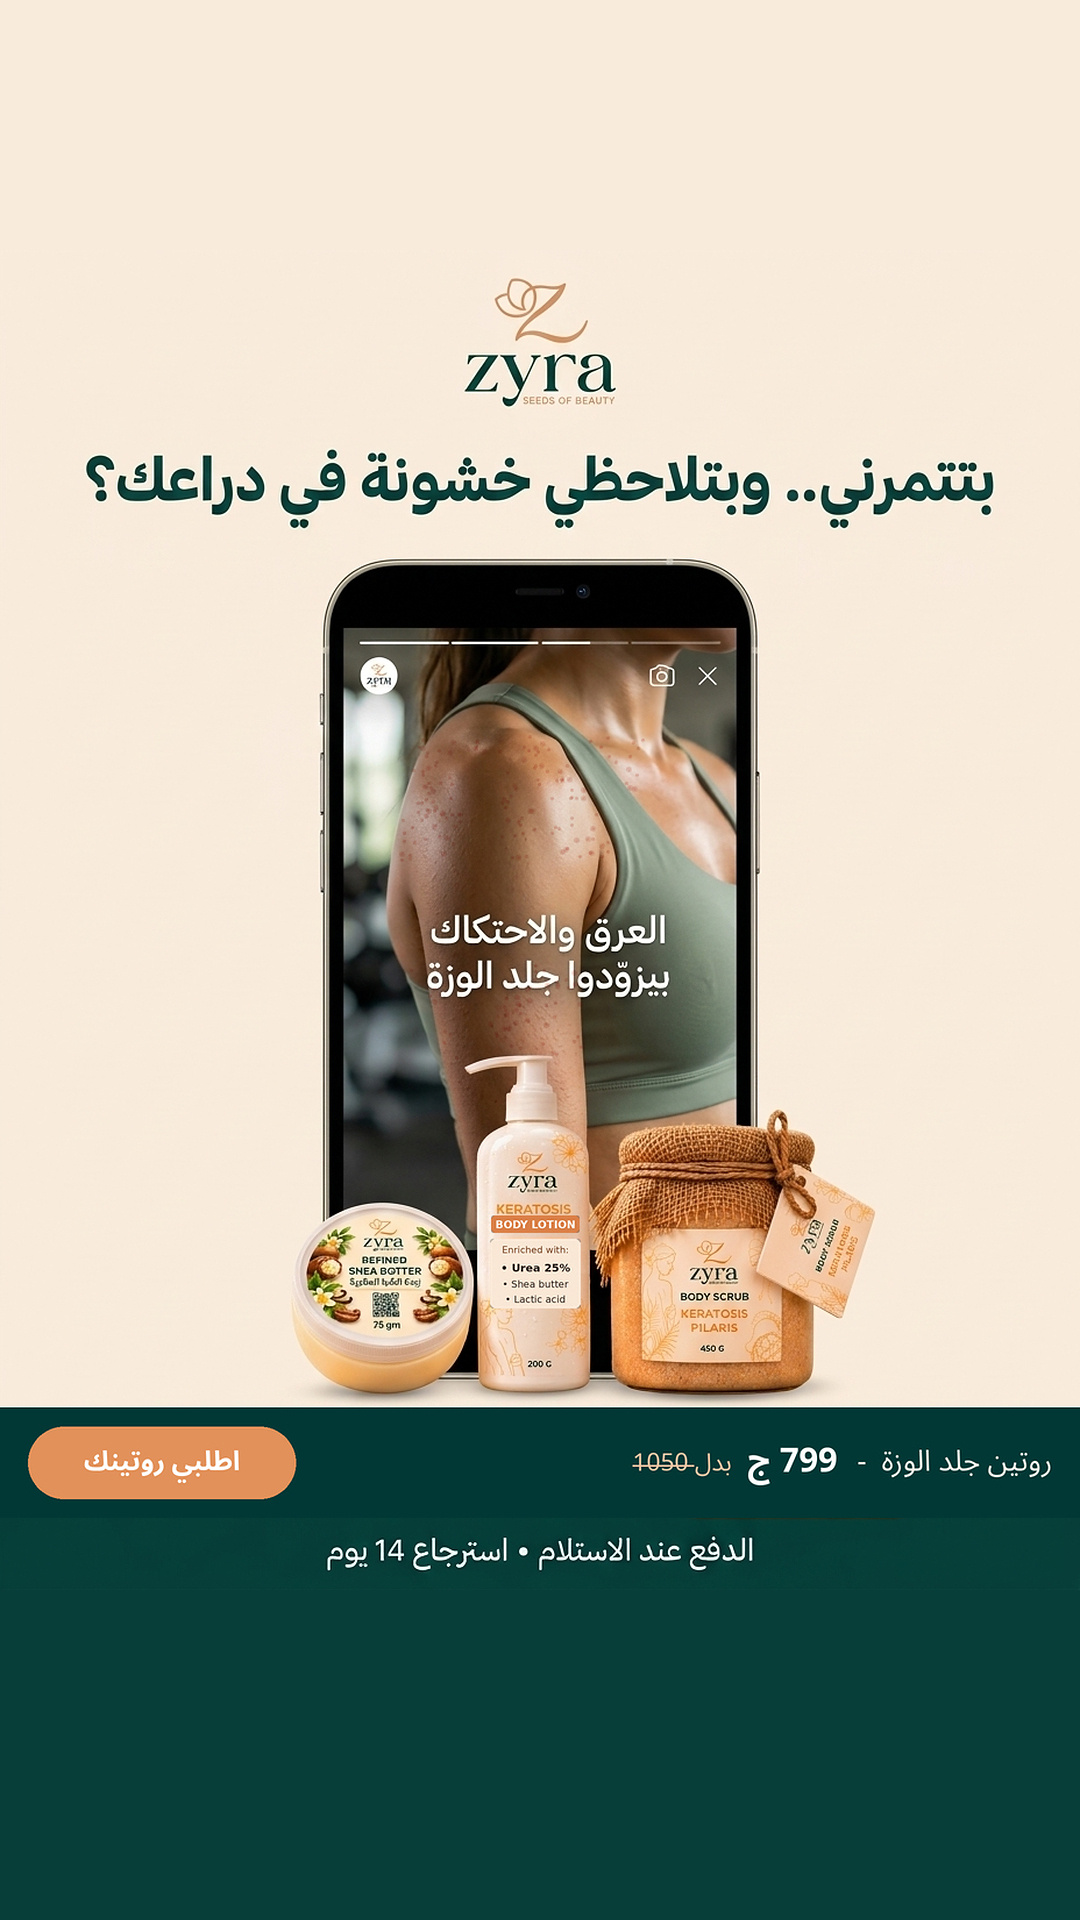 zyra
SEEDS OF BEAUTY
بتتمرني.. وبتلاحظي خشونة في دراعك؟
العرق والاحتكاك
بيزوّدوا جلد الوزة
zyra
KERATOSIS
BODY LOTION
Enriched with:
• Urea 25%
• Shea butter
• Lactic acid
200 G
zyra
REFINED
SNEA BOTTER
75 gm
zyra
BODY SCRUB
KERATOSIS
PILARIS
450 G
روتين جلد الوزة - 799 ج بدل 1050
اطلبي روتينك
الدفع عند الاستلام • استرجاع 14 يوم